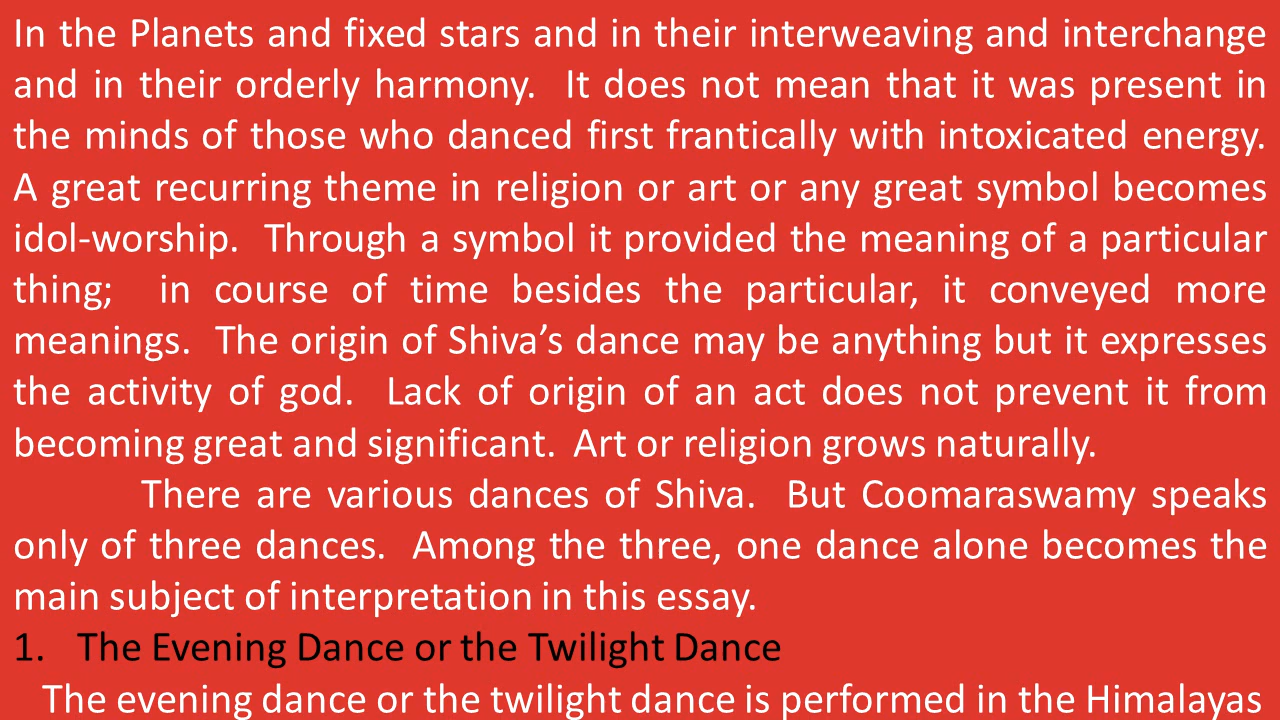 In the Planets and fixed stars and in their interweaving and interchange
and in their orderly harmony.  It does not mean that it was present in
the minds of those who danced first frantically with intoxicated energy.
A great recurring theme in religion or art or any great symbol becomes
idol-worship.  Through a symbol it provided the meaning of a particular
thing;  in course of time besides the particular, it conveyed more
meanings.  The origin of Shiva’s dance may be anything but it expresses
the activity of god.  Lack of origin of an act does not prevent it from
becoming great and significant.  Art or religion grows naturally.
There are various dances of Shiva.  But Coomaraswamy speaks
only of three dances.  Among the three, one dance alone becomes the
main subject of interpretation in this essay.
1. The Evening Dance or the Twilight Dance
The evening dance or the twilight dance is performed in the Himalayas